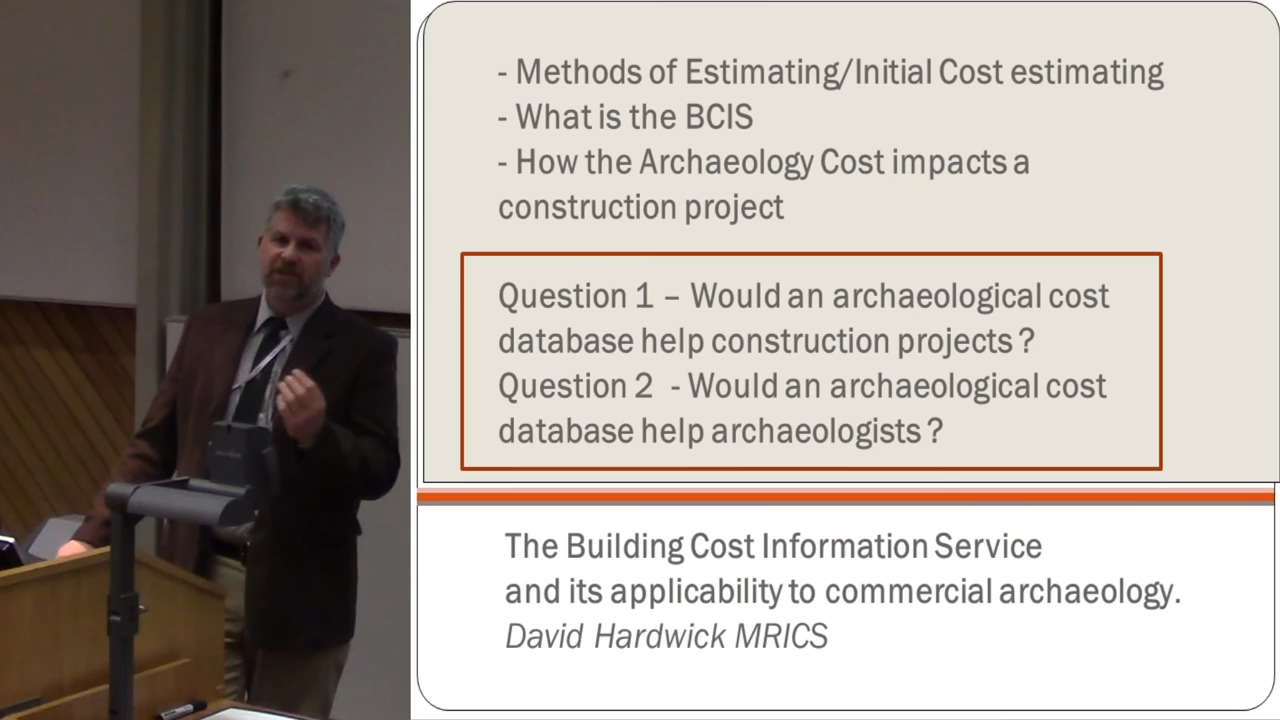 - Methods of Estimating/Initial Cost estimating
- What is the BCIS
- How the Archaeology Cost impacts a
construction project
Question 1 – Would an archaeological cost
database help construction projects ?
Question 2 - Would an archaeological cost
database help archaeologists ?
The Building Cost Information Service
and its applicability to commercial archaeology.
David Hardwick MRICS